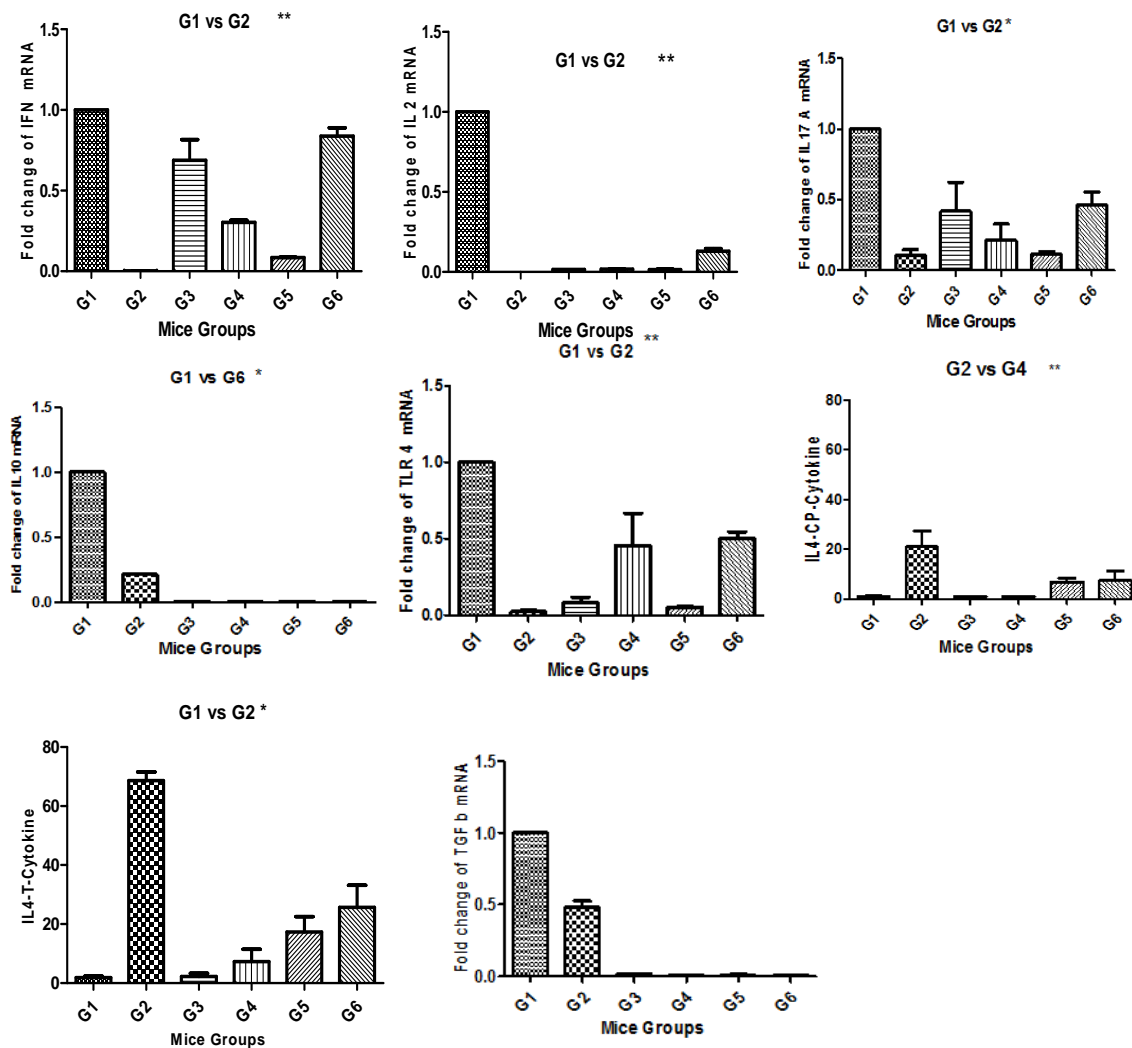 G1 vs G2 **
1.5
1.0
0.5
0.0
Fold change of IFN mRNA
G1 G2 G3 G4 G5 G6
Mice Groups
G1 vs G2 **
1.5
1.0
0.5
0.0
Fold change of IL 2 mRNA
G1 G2 G3 G4 G5 G6
Mice Groups
G1 vs G2 *
1.5
1.0
0.5
0.0
Fold change of IL 17 A mRNA
G1 G2 G3 G4 G5 G6
Mice Groups
G1 vs G6 *
1.5
1.0
0.5
0.0
Fold change of IL10 mRNA
G1 G2 G3 G4 G5 G6
Mice Groups
G1 vs G2 **
1.5
1.0
0.5
0.0
Fold change of TLR 4 mRNA
G1 G2 G3 G4 G5 G6
Mice Groups
G2 vs G4 **
80
60
40
20
0
IL4-CP-Cytokine
G1 G2 G3 G4 G5 G6
Mice Groups
G1 vs G2 *
80
60
40
20
0
IL4-T-Cytokine
G1 G2 G3 G4 G5 G6
Mice Groups
1.5
1.0
0.5
0.0
Fold change of TGF b mRNA
G1 G2 G3 G4 G5 G6
Mice Groups